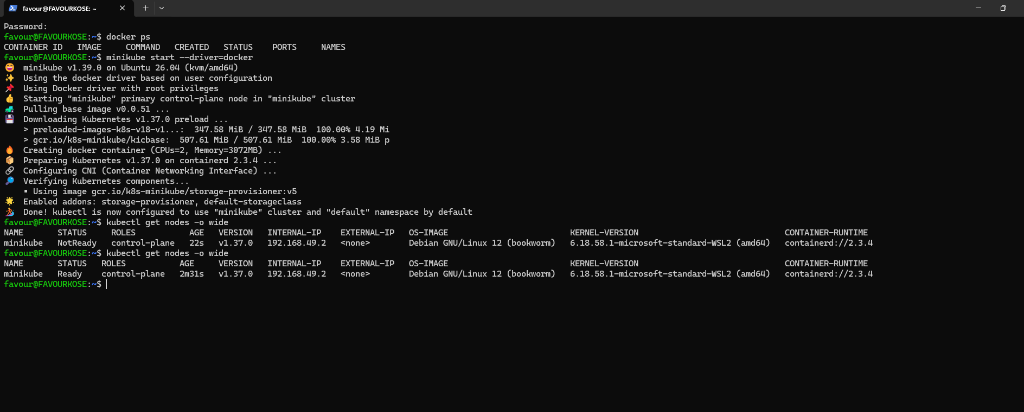 favour@FAVOURKOSE: ~
Password:
favour@FAVOURKOSE:~$ docker ps
CONTAINER ID   IMAGE     COMMAND   CREATED   STATUS    PORTS     NAMES
favour@FAVOURKOSE:~$ minikube start --driver=docker
😄  minikube v1.39.0 on Ubuntu 26.04 (kvm/amd64)
✨  Using the docker driver based on user configuration
📌  Using Docker driver with root privileges
👍  Starting "minikube" primary control-plane node in "minikube" cluster
🚜  Pulling base image v0.0.51 ...
💾  Downloading Kubernetes v1.37.0 preload ...
    > preloaded-images-k8s-v18-v1...:  347.58 MiB / 347.58 MiB  100.00% 4.19 Mi
    > gcr.io/k8s-minikube/kicbase:  507.61 MiB / 507.61 MiB  100.00% 3.58 MiB p
🔥  Creating docker container (CPUs=2, Memory=3072MB) ...
📦  Preparing Kubernetes v1.37.0 on containerd 2.3.4 ...
🔗  Configuring CNI (Container Networking Interface) ...
🔎  Verifying Kubernetes components...
    ▪ Using image gcr.io/k8s-minikube/storage-provisioner:v5
🌟  Enabled addons: storage-provisioner, default-storageclass
🏄  Done! kubectl is now configured to use "minikube" cluster and "default" namespace by default
favour@FAVOURKOSE:~$ kubectl get nodes -o wide
NAME       STATUS     ROLES           AGE   VERSION   INTERNAL-IP    EXTERNAL-IP   OS-IMAGE                         KERNEL-VERSION                              CONTAINER-RUNTIME
minikube   NotReady   control-plane   22s   v1.37.0   192.168.49.2   <none>        Debian GNU/Linux 12 (bookworm)   6.18.58.1-microsoft-standard-WSL2 (amd64)   containerd://2.3.4
favour@FAVOURKOSE:~$ kubectl get nodes -o wide
NAME       STATUS   ROLES           AGE     VERSION   INTERNAL-IP    EXTERNAL-IP   OS-IMAGE                         KERNEL-VERSION                              CONTAINER-RUNTIME
minikube   Ready    control-plane   2m31s   v1.37.0   192.168.49.2   <none>        Debian GNU/Linux 12 (bookworm)   6.18.58.1-microsoft-standard-WSL2 (amd64)   containerd://2.3.4
favour@FAVOURKOSE:~$